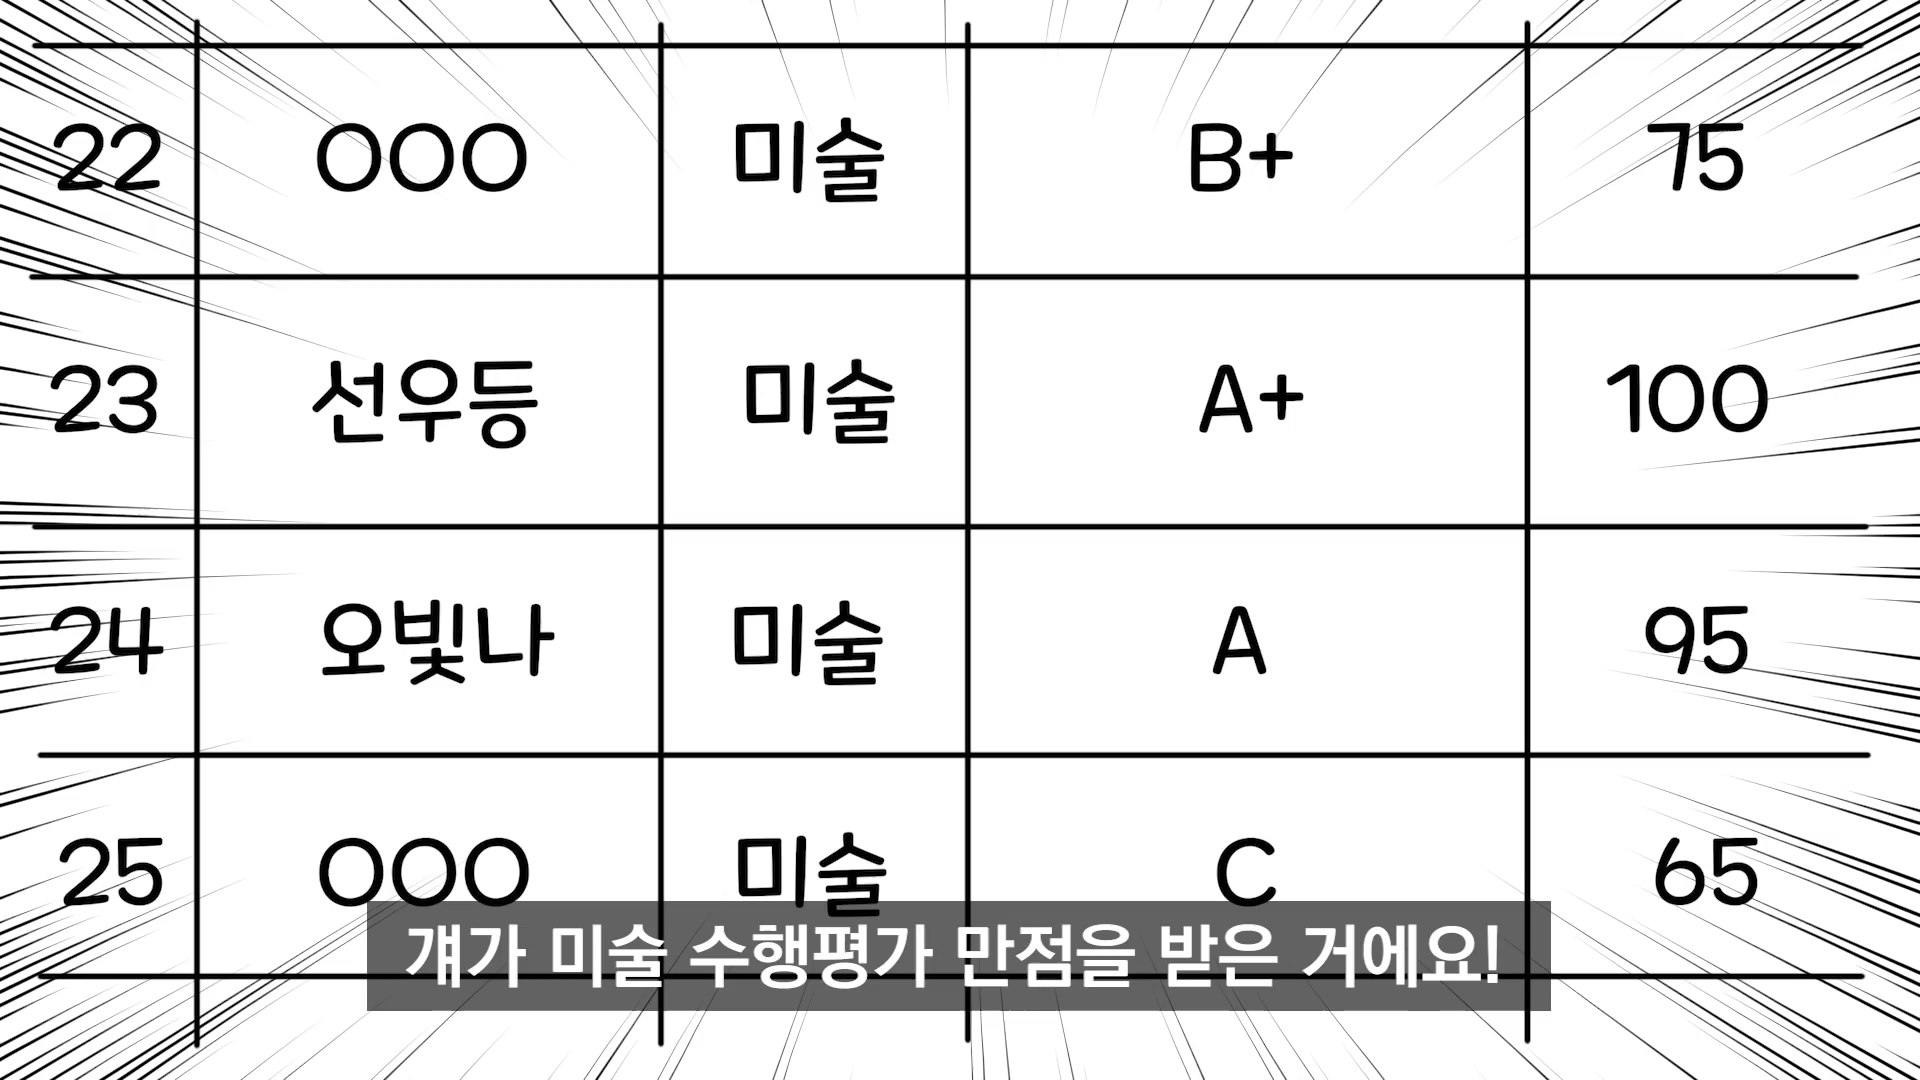 22 OOO 미술 B+ 75
23 선우등 미술 A+ 100
24 오빛나 미술 A 95
25 OOO 미술 C 65
걔가 미술 수행평가 만점을 받은 거에요!